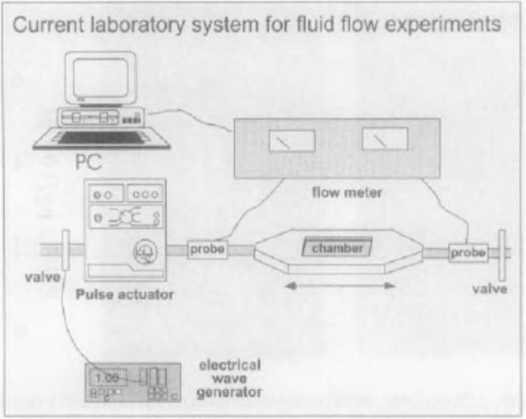 Current laboratory system for fluid flow experiments
PC
flow meter
probe
chamber
probe
valve
Pulse actuator
valve
1.00
electrical
wave
generator